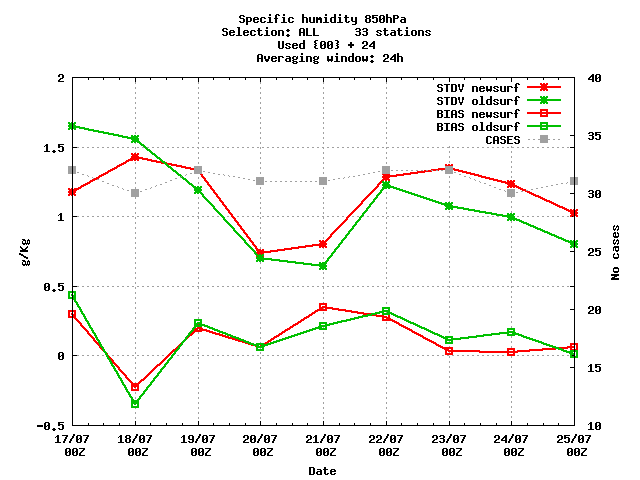 Specific humidity 850hPa
Selection: ALL     33 stations
Used {00} + 24
Averaging window: 24h
STDV newsurf
STDV oldsurf
BIAS newsurf
BIAS oldsurf
CASES
2
1.5
1
0.5
0
-0.5
g/Kg
40
35
30
25
20
15
10
No cases
17/07 18/07 19/07 20/07 21/07 22/07 23/07 24/07 25/07
00Z 00Z 00Z 00Z 00Z 00Z 00Z 00Z 00Z
Date